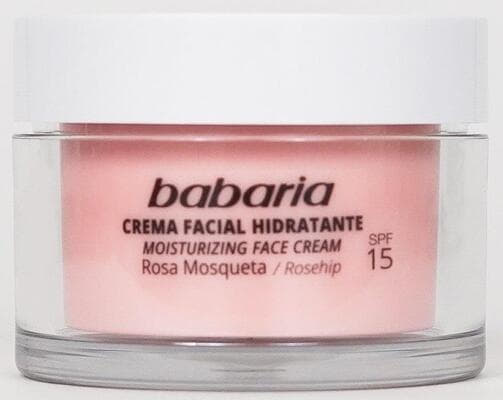 babaria
CREMA FACIAL HIDRATANTE
MOISTURIZING FACE CREAM
Rosa Mosqueta / Rosehip
SPF
15